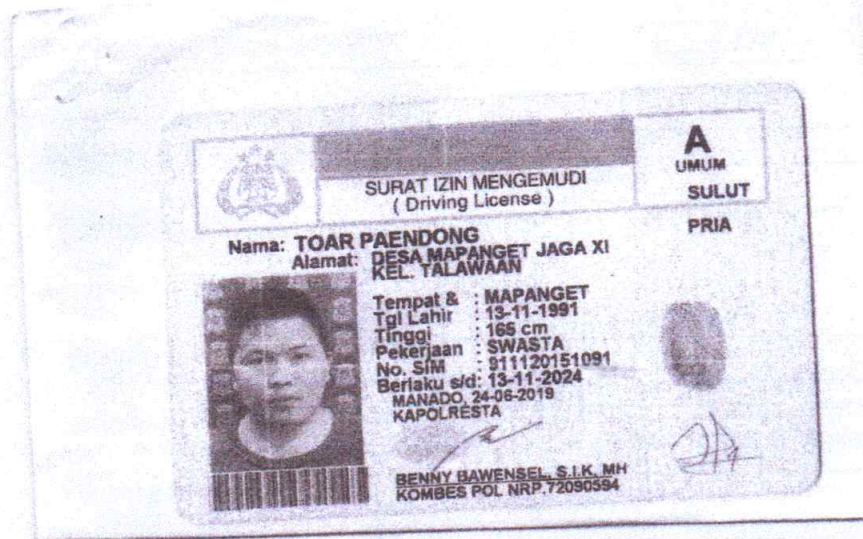 SURAT IZIN MENGEMUDI
( Driving License )
A
UMUM
SULUT
PRIA
Nama: TOAR PAENDONG
Alamat: DESA MAPANGET JAGA XI
KEL. TALAWAAN
Tempat & : MAPANGET
Tgl Lahir : 13-11-1991
Tinggi : 165 cm
Pekerjaan : SWASTA
No. SIM : 911120151091
Berlaku s/d: 13-11-2024
MANADO, 24-06-2019
KAPOLRESTA
BENNY BAWENSEL, S.I.K, MH
KOMBES POL NRP.72090594